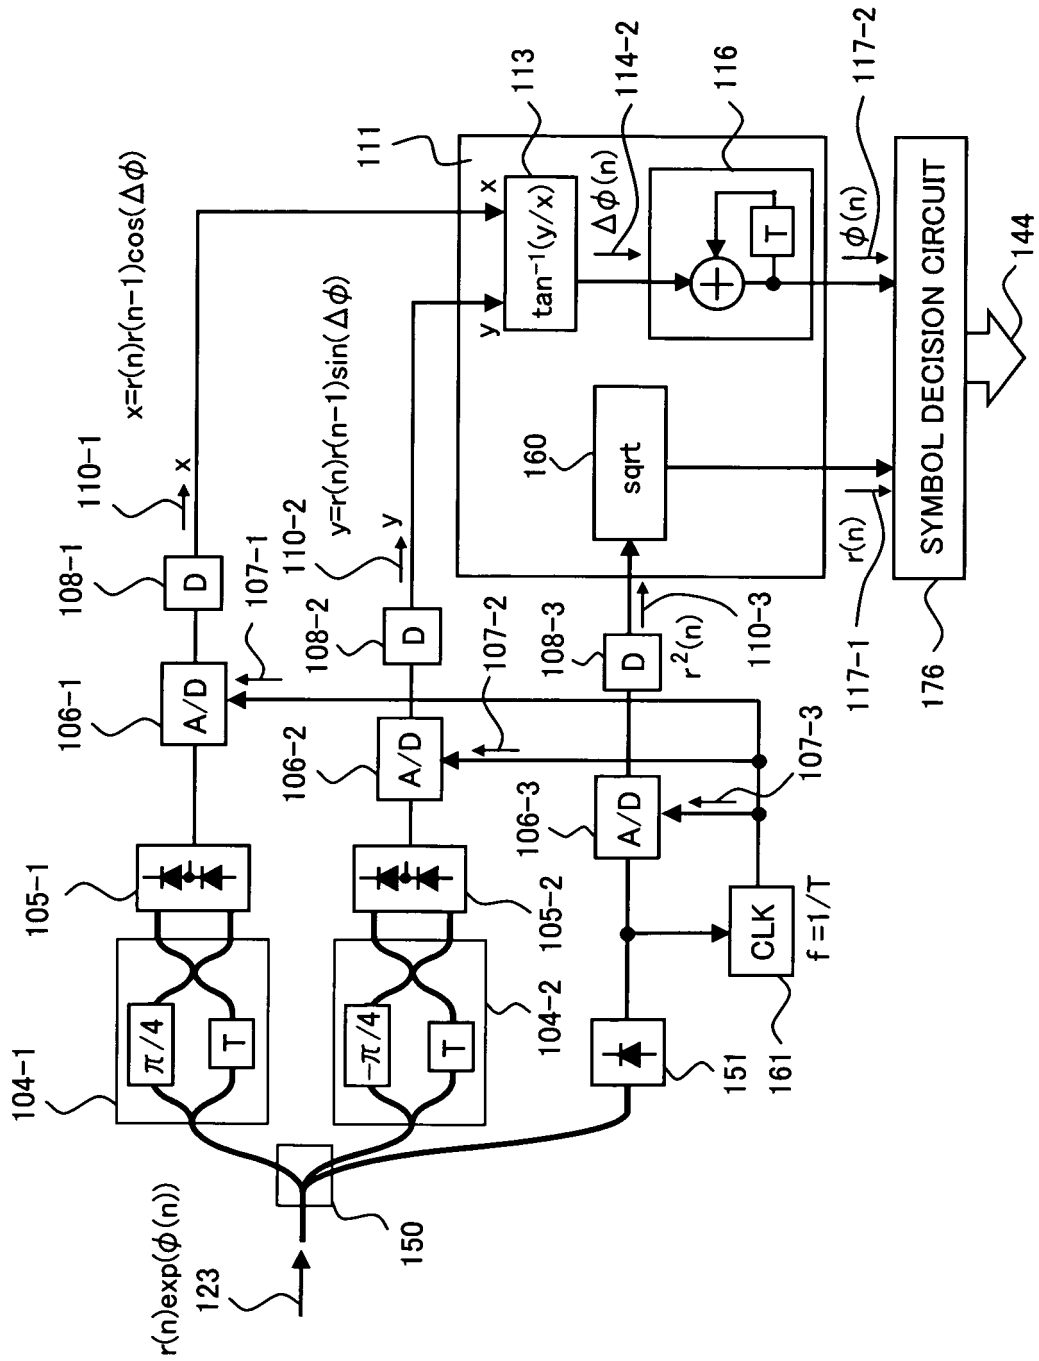 r(n)exp(φ(n))
123
150
104-1
π/4
T
105-1
106-1
A/D
107-1
108-1
D
110-1
x
x=r(n)r(n-1)cos(Δφ)
104-2
-π/4
T
105-2
106-2
A/D
107-2
108-2
D
110-2
y
y=r(n)r(n-1)sin(Δφ)
151
161
CLK
f=1/T
106-3
A/D
107-3
108-3
D
r²(n)
110-3
111
y
x
113
tan⁻¹(y/x)
Δφ(n)
114-2
116
T
160
sqrt
r(n)
117-1
φ(n)
117-2
176
SYMBOL DECISION CIRCUIT
144